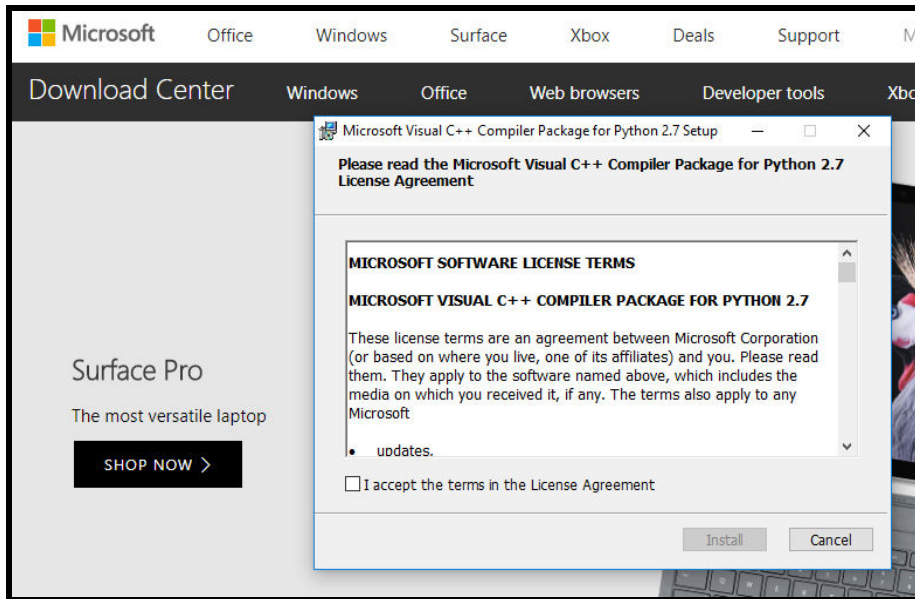 Microsoft Office Windows Surface Xbox Deals Support
Download Center Windows Office Web browsers Developer tools
Microsoft Visual C++ Compiler Package for Python 2.7 Setup
Please read the Microsoft Visual C++ Compiler Package for Python 2.7
License Agreement
MICROSOFT SOFTWARE LICENSE TERMS
MICROSOFT VISUAL C++ COMPILER PACKAGE FOR PYTHON 2.7
These license terms are an agreement between Microsoft Corporation
(or based on where you live, one of its affiliates) and you. Please read
them. They apply to the software named above, which includes the
media on which you received it, if any. The terms also apply to any
Microsoft
• updates,
I accept the terms in the License Agreement
Install Cancel
Surface Pro
The most versatile laptop
SHOP NOW >